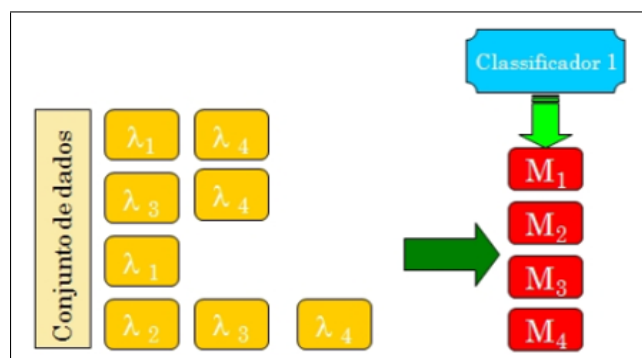 Classificador 1
Conjunto de dados
λ1 λ4
λ3 λ4
λ1
λ2 λ3 λ4
M1
M2
M3
M4